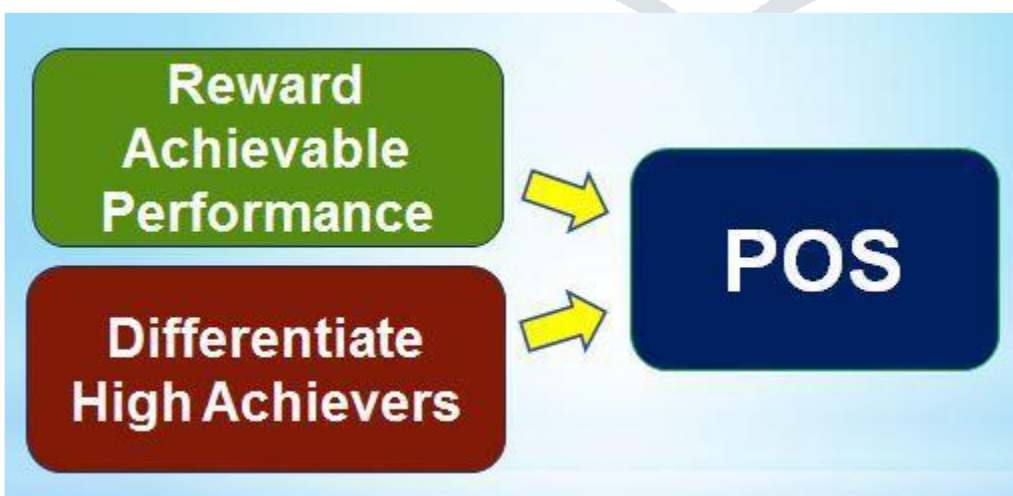 Reward
Achievable
Performance
Differentiate
High Achievers
POS